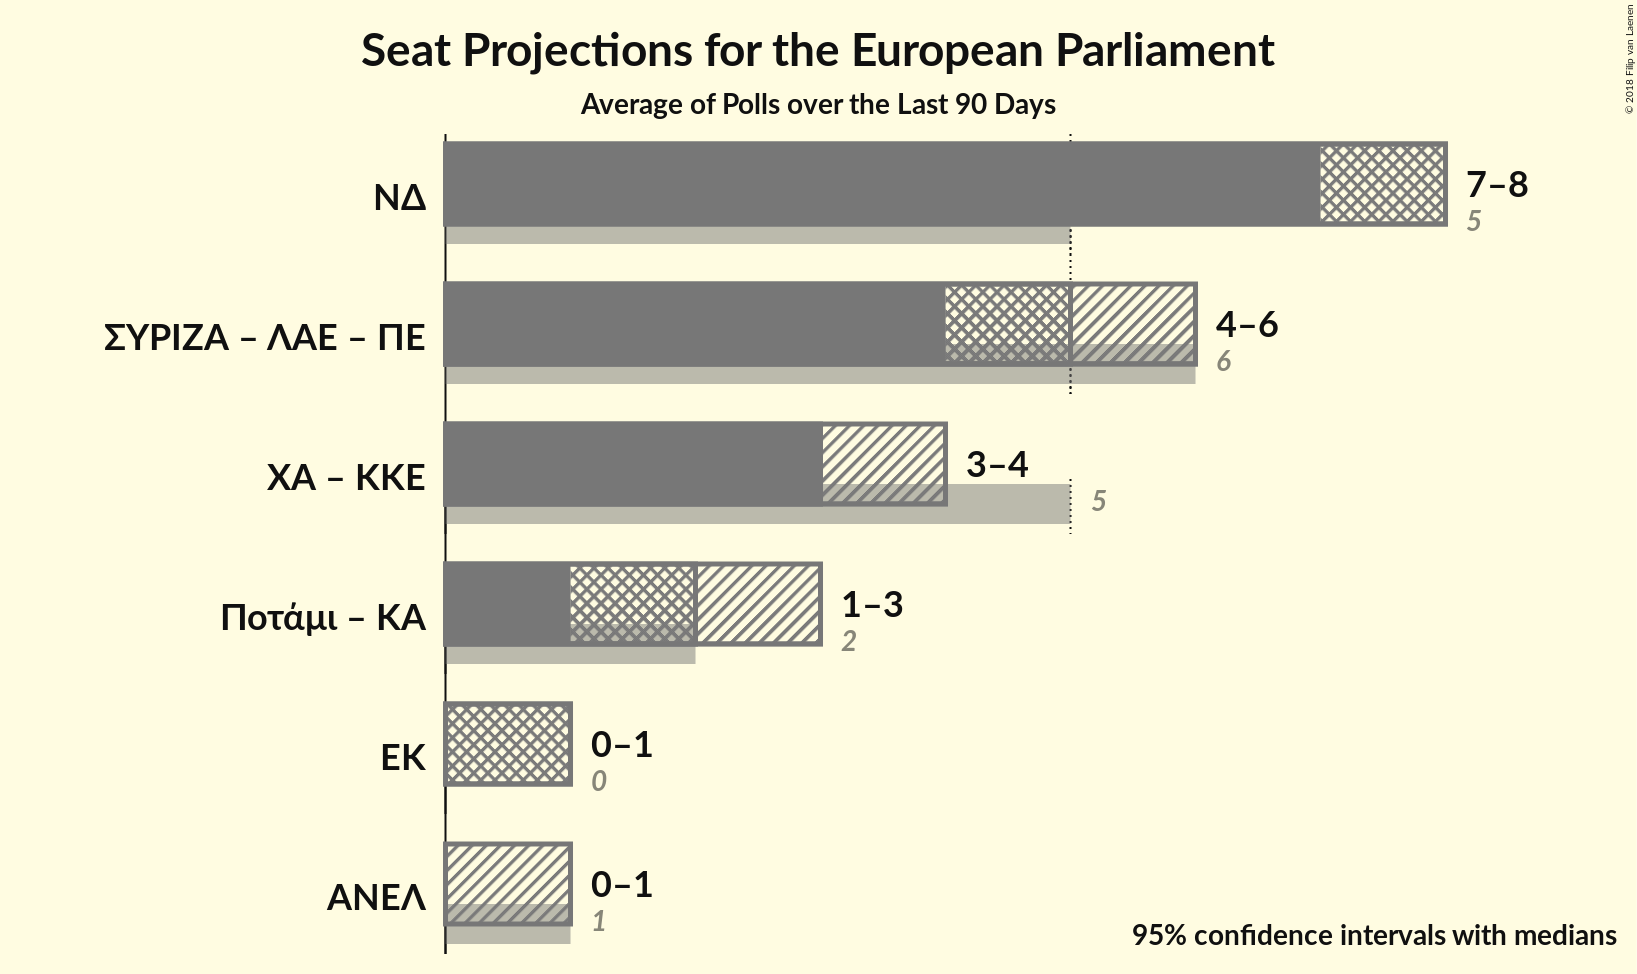 Seat Projections for the European Parliament
Average of Polls over the Last 90 Days
© 2018 Filip van Laenen
ΝΔ
7–8
5
ΣΥΡΙΖΑ – ΛΑΕ – ΠΕ
4–6
6
ΧΑ – ΚΚΕ
3–4
5
Ποτάμι – ΚΑ
1–3
2
ΕΚ
0–1
0
ΑΝΕΛ
0–1
1
95% confidence intervals with medians